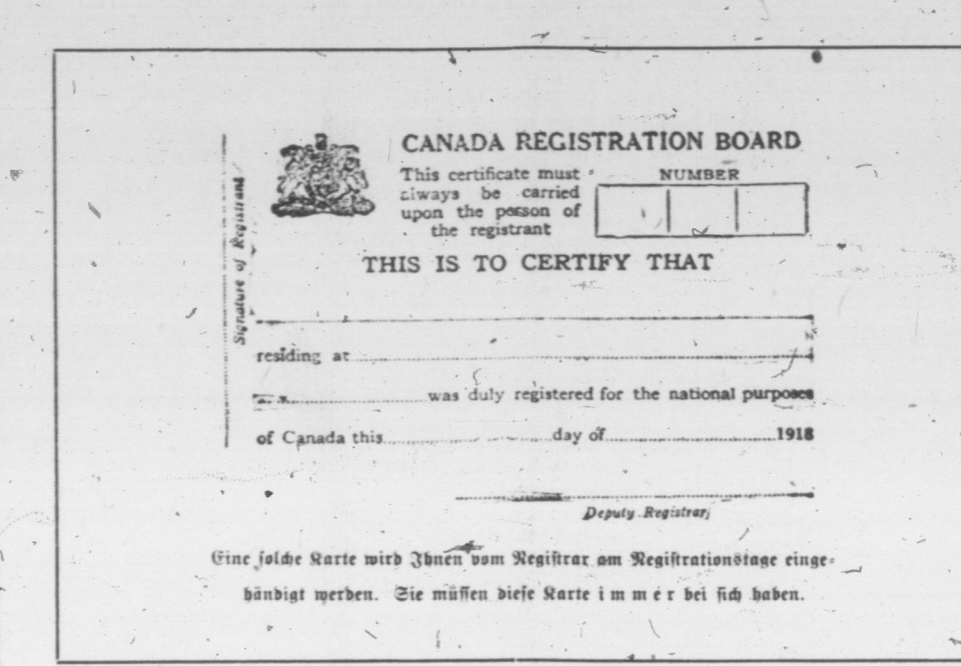 CANADA REGISTRATION BOARD
This certificate must
always be carried
upon the person of
the registrant
NUMBER
Signature of Registrant
THIS IS TO CERTIFY THAT
residing at
was duly registered for the national purposes
of Canada this day of 1918
Deputy Registrar
Eine solche Karte wird Ihnen vom Registrar am Registrationstage einge-
händigt werden. Sie müssen diese Karte immer bei sich haben.